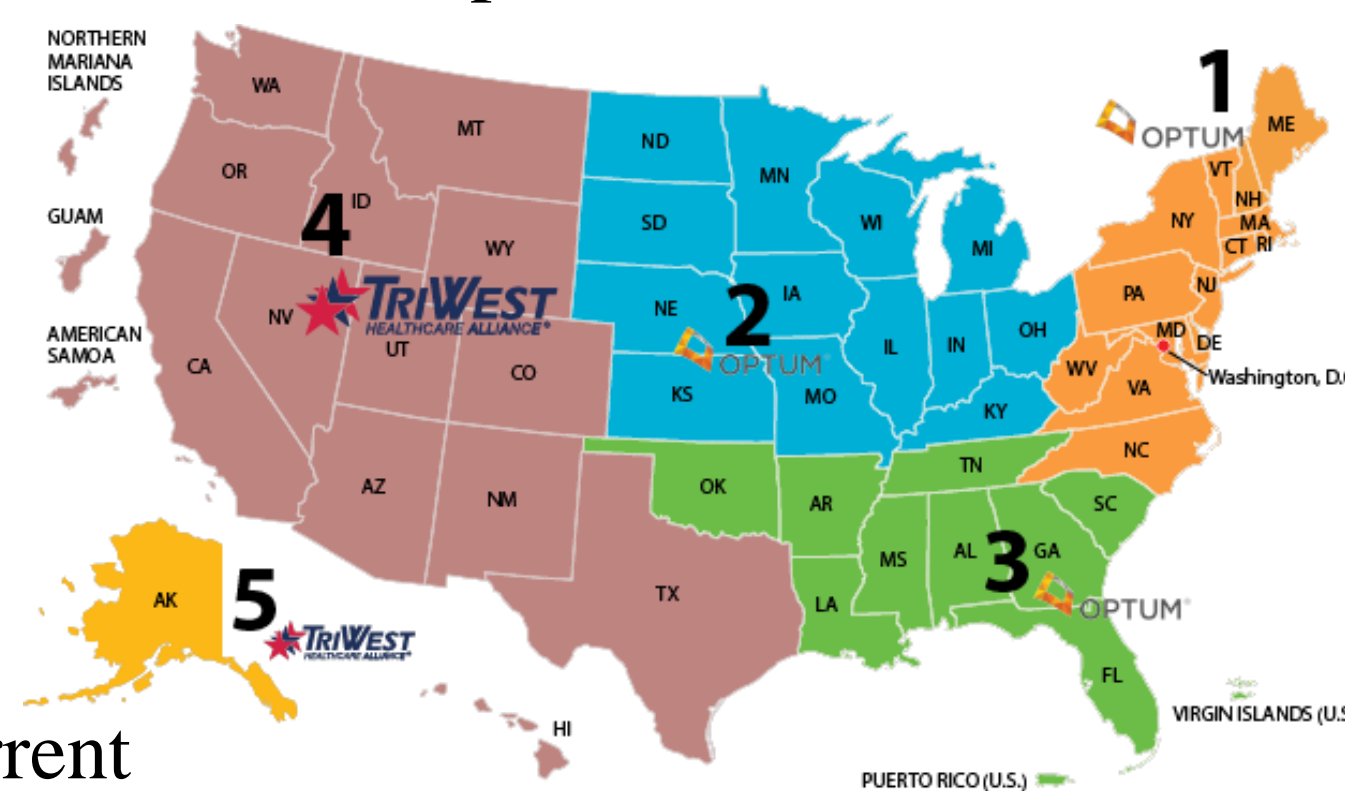 NORTHERN
MARIANA
ISLANDS
GUAM
AMERICAN
SAMOA
WA
OR
CA
NV
ID
MT
WY
UT
CO
AZ
NM
TX
HI
4
TRIWEST
HEALTHCARE ALLIANCE®
AK
5
TRIWEST
HEALTHCARE ALLIANCE®
ND
SD
NE
KS
MN
IA
MO
WI
IL
IN
MI
OH
KY
2
OPTUM®
OK
AR
LA
TN
MS
AL
GA
SC
FL
3
OPTUM®
PUERTO RICO (U.S.)
VIRGIN ISLANDS (U.S
1
OPTUM
ME
VT
NH
NY
MA
CT
RI
PA
NJ
MD
DE
WV
VA
NC
Washington, D.
rrent